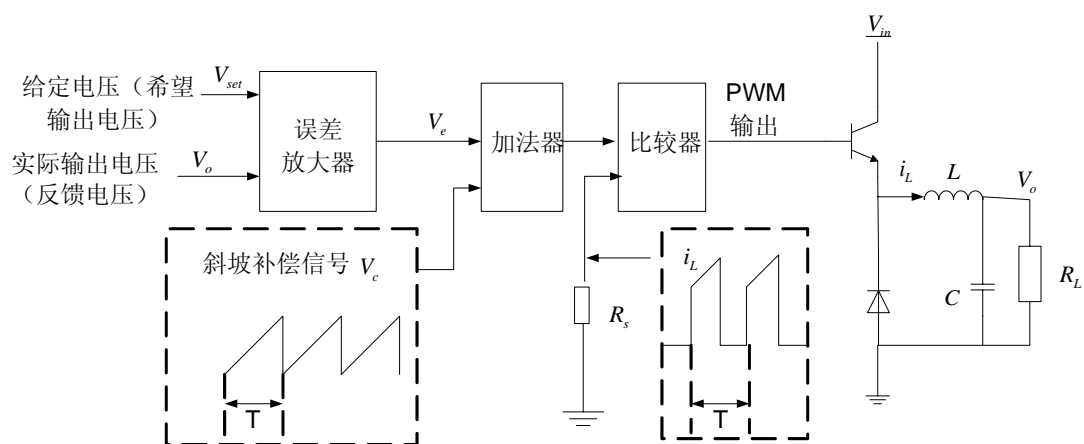 V_in
给定电压（希望
输出电压）
V_set
实际输出电压
（反馈电压）
V_o
误差
放大器
V_e
加法器
比较器
PWM
输出
i_L
L
V_o
C
R_L
斜坡补偿信号 V_c
T
R_s
i_L
T